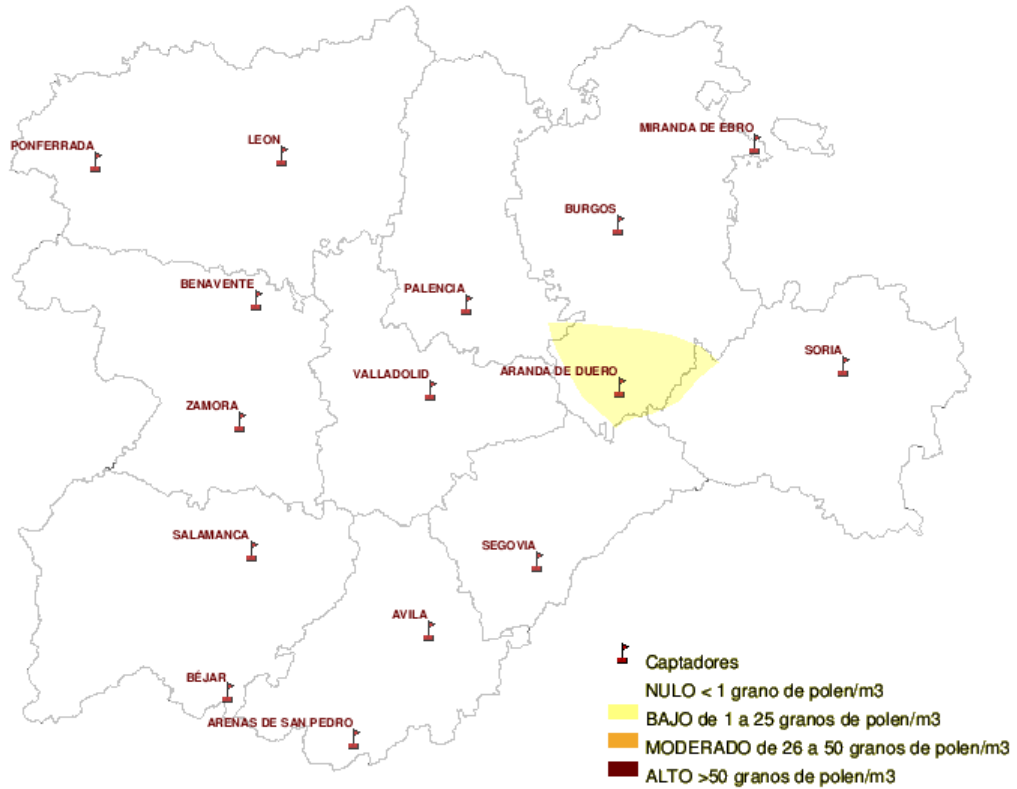 MIRANDA DE EBRO
PONFERRADA
LEON
BURGOS
BENAVENTE
PALENCIA
SORIA
ARANDA DE DUERO
VALLADOLID
ZAMORA
SALAMANCA
SEGOVIA
AVILA
BÉJAR
ARENAS DE SAN PEDRO
Captadores
NULO < 1 grano de polen/m3
BAJO de 1 a 25 granos de polen/m3
MODERADO de 26 a 50 granos de polen/m3
ALTO >50 granos de polen/m3